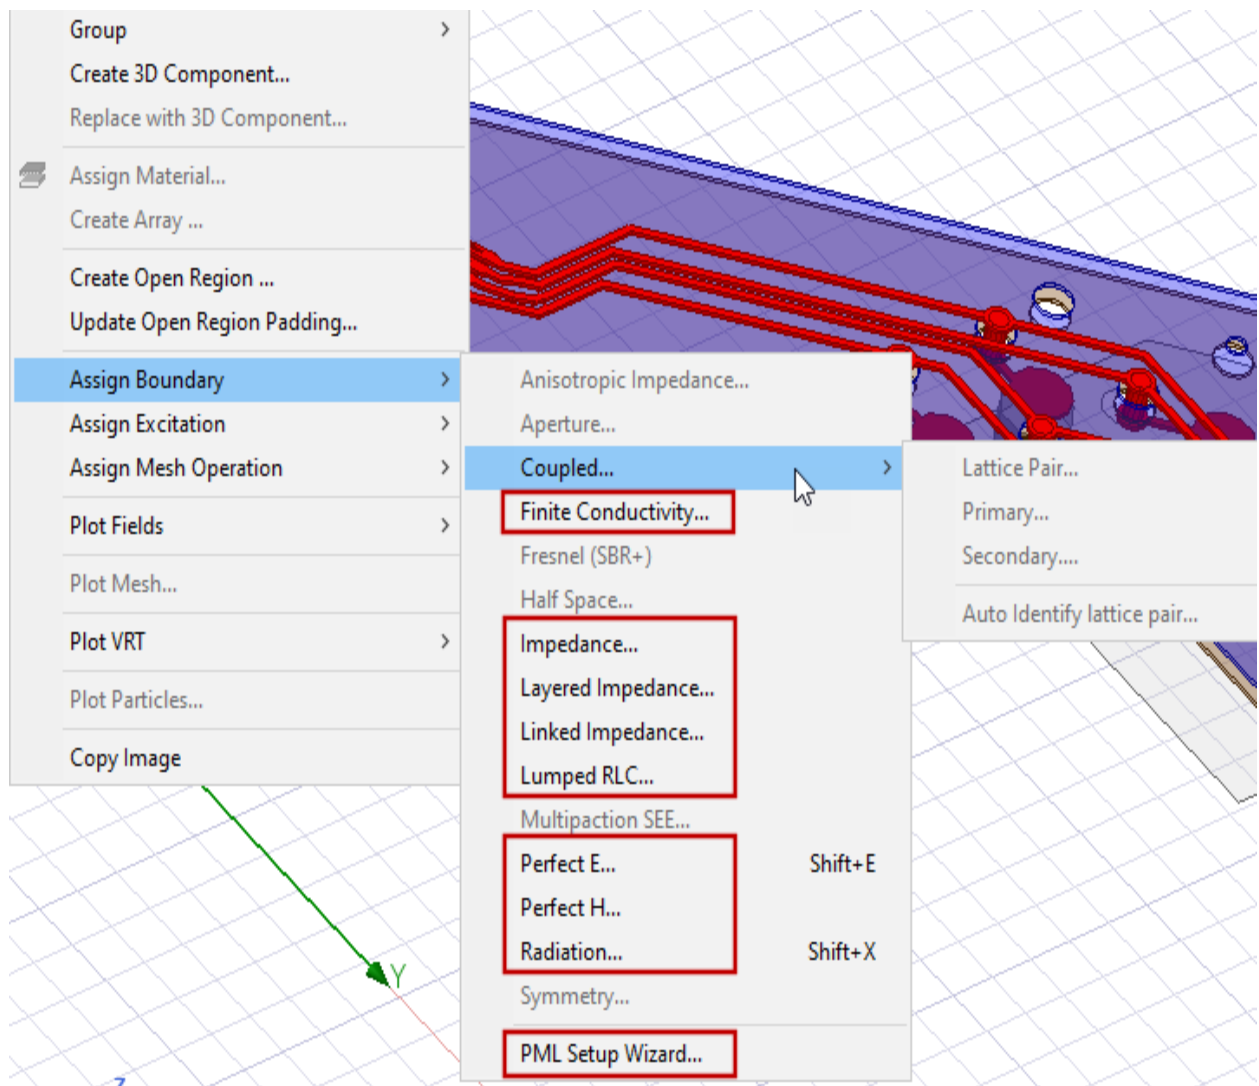 Group
Create 3D Component...
Replace with 3D Component...
Assign Material...
Create Array ...
Create Open Region ...
Update Open Region Padding...
Assign Boundary
Assign Excitation
Assign Mesh Operation
Plot Fields
Plot Mesh...
Plot VRT
Plot Particles...
Copy Image
Anisotropic Impedance...
Aperture...
Coupled...
Finite Conductivity...
Fresnel (SBR+)
Half Space...
Impedance...
Layered Impedance...
Linked Impedance...
Lumped RLC...
Multipaction SEE...
Perfect E... Shift+E
Perfect H...
Radiation... Shift+X
Symmetry...
PML Setup Wizard...
Lattice Pair...
Primary...
Secondary....
Auto Identify lattice pair...
Y
Z